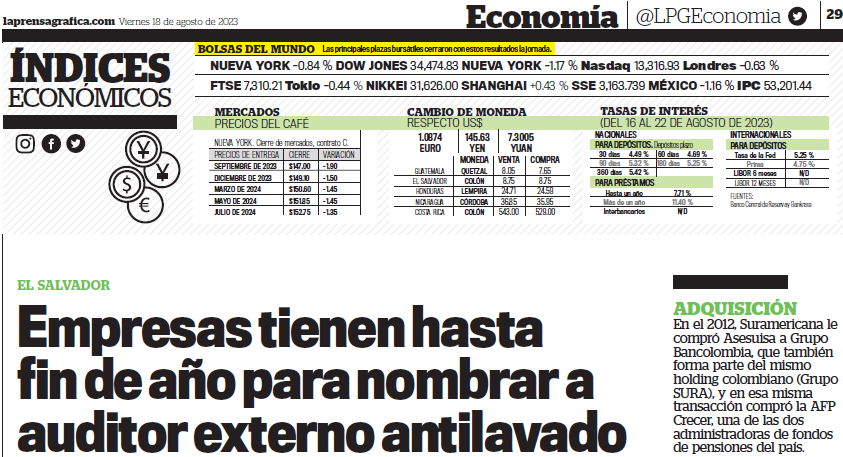 laprensagrafica.com Viernes 18 de agosto de 2023
Economía @LPGEconomia 29
ÍNDICES
ECONÓMICOS
BOLSAS DEL MUNDO Las principales plazas bursátiles cerraron con estos resultados la jornada.
NUEVA YORK -0.84 % DOW JONES 34,474.83 NUEVA YORK -1.17 % Nasdaq 13,316.93 Londres -0.63 %
FTSE 7,310.21 Tokio -0.44 % NIKKEI 31,626.00 SHANGHAI +0.43 % SSE 3,163.739 MÉXICO -1.16 % IPC 53,201.44
MERCADOS
PRECIOS DEL CAFÉ
NUEVA YORK. Cierre de mercados, contrato C.
PRECIOS DE ENTREGA CIERRE VARIACIÓN
SEPTIEMBRE DE 2023 $147.00 -1.90
DICIEMBRE DE 2023 $149.10 -1.50
MARZO DE 2024 $150.60 -1.45
MAYO DE 2024 $151.85 -1.45
JULIO DE 2024 $152.75 -1.35
CAMBIO DE MONEDA
RESPECTO US$
1.0874 145.63 7.3005
EURO YEN YUAN
MONEDA VENTA COMPRA
GUATEMALA QUETZAL 8.05 7.65
EL SALVADOR COLÓN 8.75 8.75
HONDURAS LEMPIRA 24.71 24.59
NICARAGUA CÓRDOBA 36.85 35.95
COSTA RICA COLÓN 543.00 529.00
TASAS DE INTERÉS
(DEL 16 AL 22 DE AGOSTO DE 2023)
NACIONALES
PARA DEPÓSITOS. Depósitos plazo
30 días 4.49 % 60 días 4.69 %
90 días 5.32 % 180 días 5.25 %
360 días 5.42 %
PARA PRÉSTAMOS
Hasta un año 7.71 %
Más de un año 11.40 %
Interbancarios N/D
INTERNACIONALES
PARA DEPÓSITOS
Tasa de la Fed 5.25 %
Prima 4.75 %
LIBOR 6 meses N/D
LIBOR 12 MESES N/D
FUENTES:
Banco Central de Reserva y Bankrate
EL SALVADOR
Empresas tienen hasta
fin de año para nombrar a
auditor externo antilavado
ADQUISICIÓN
En el 2012, Suramericana le
compró Asesuisa a Grupo
Bancolombia, que también
forma parte del mismo
holding colombiano (Grupo
SURA), y en esa misma
transacción compró la AFP
Crecer, una de las dos
administradoras de fondos
de pensiones del país.